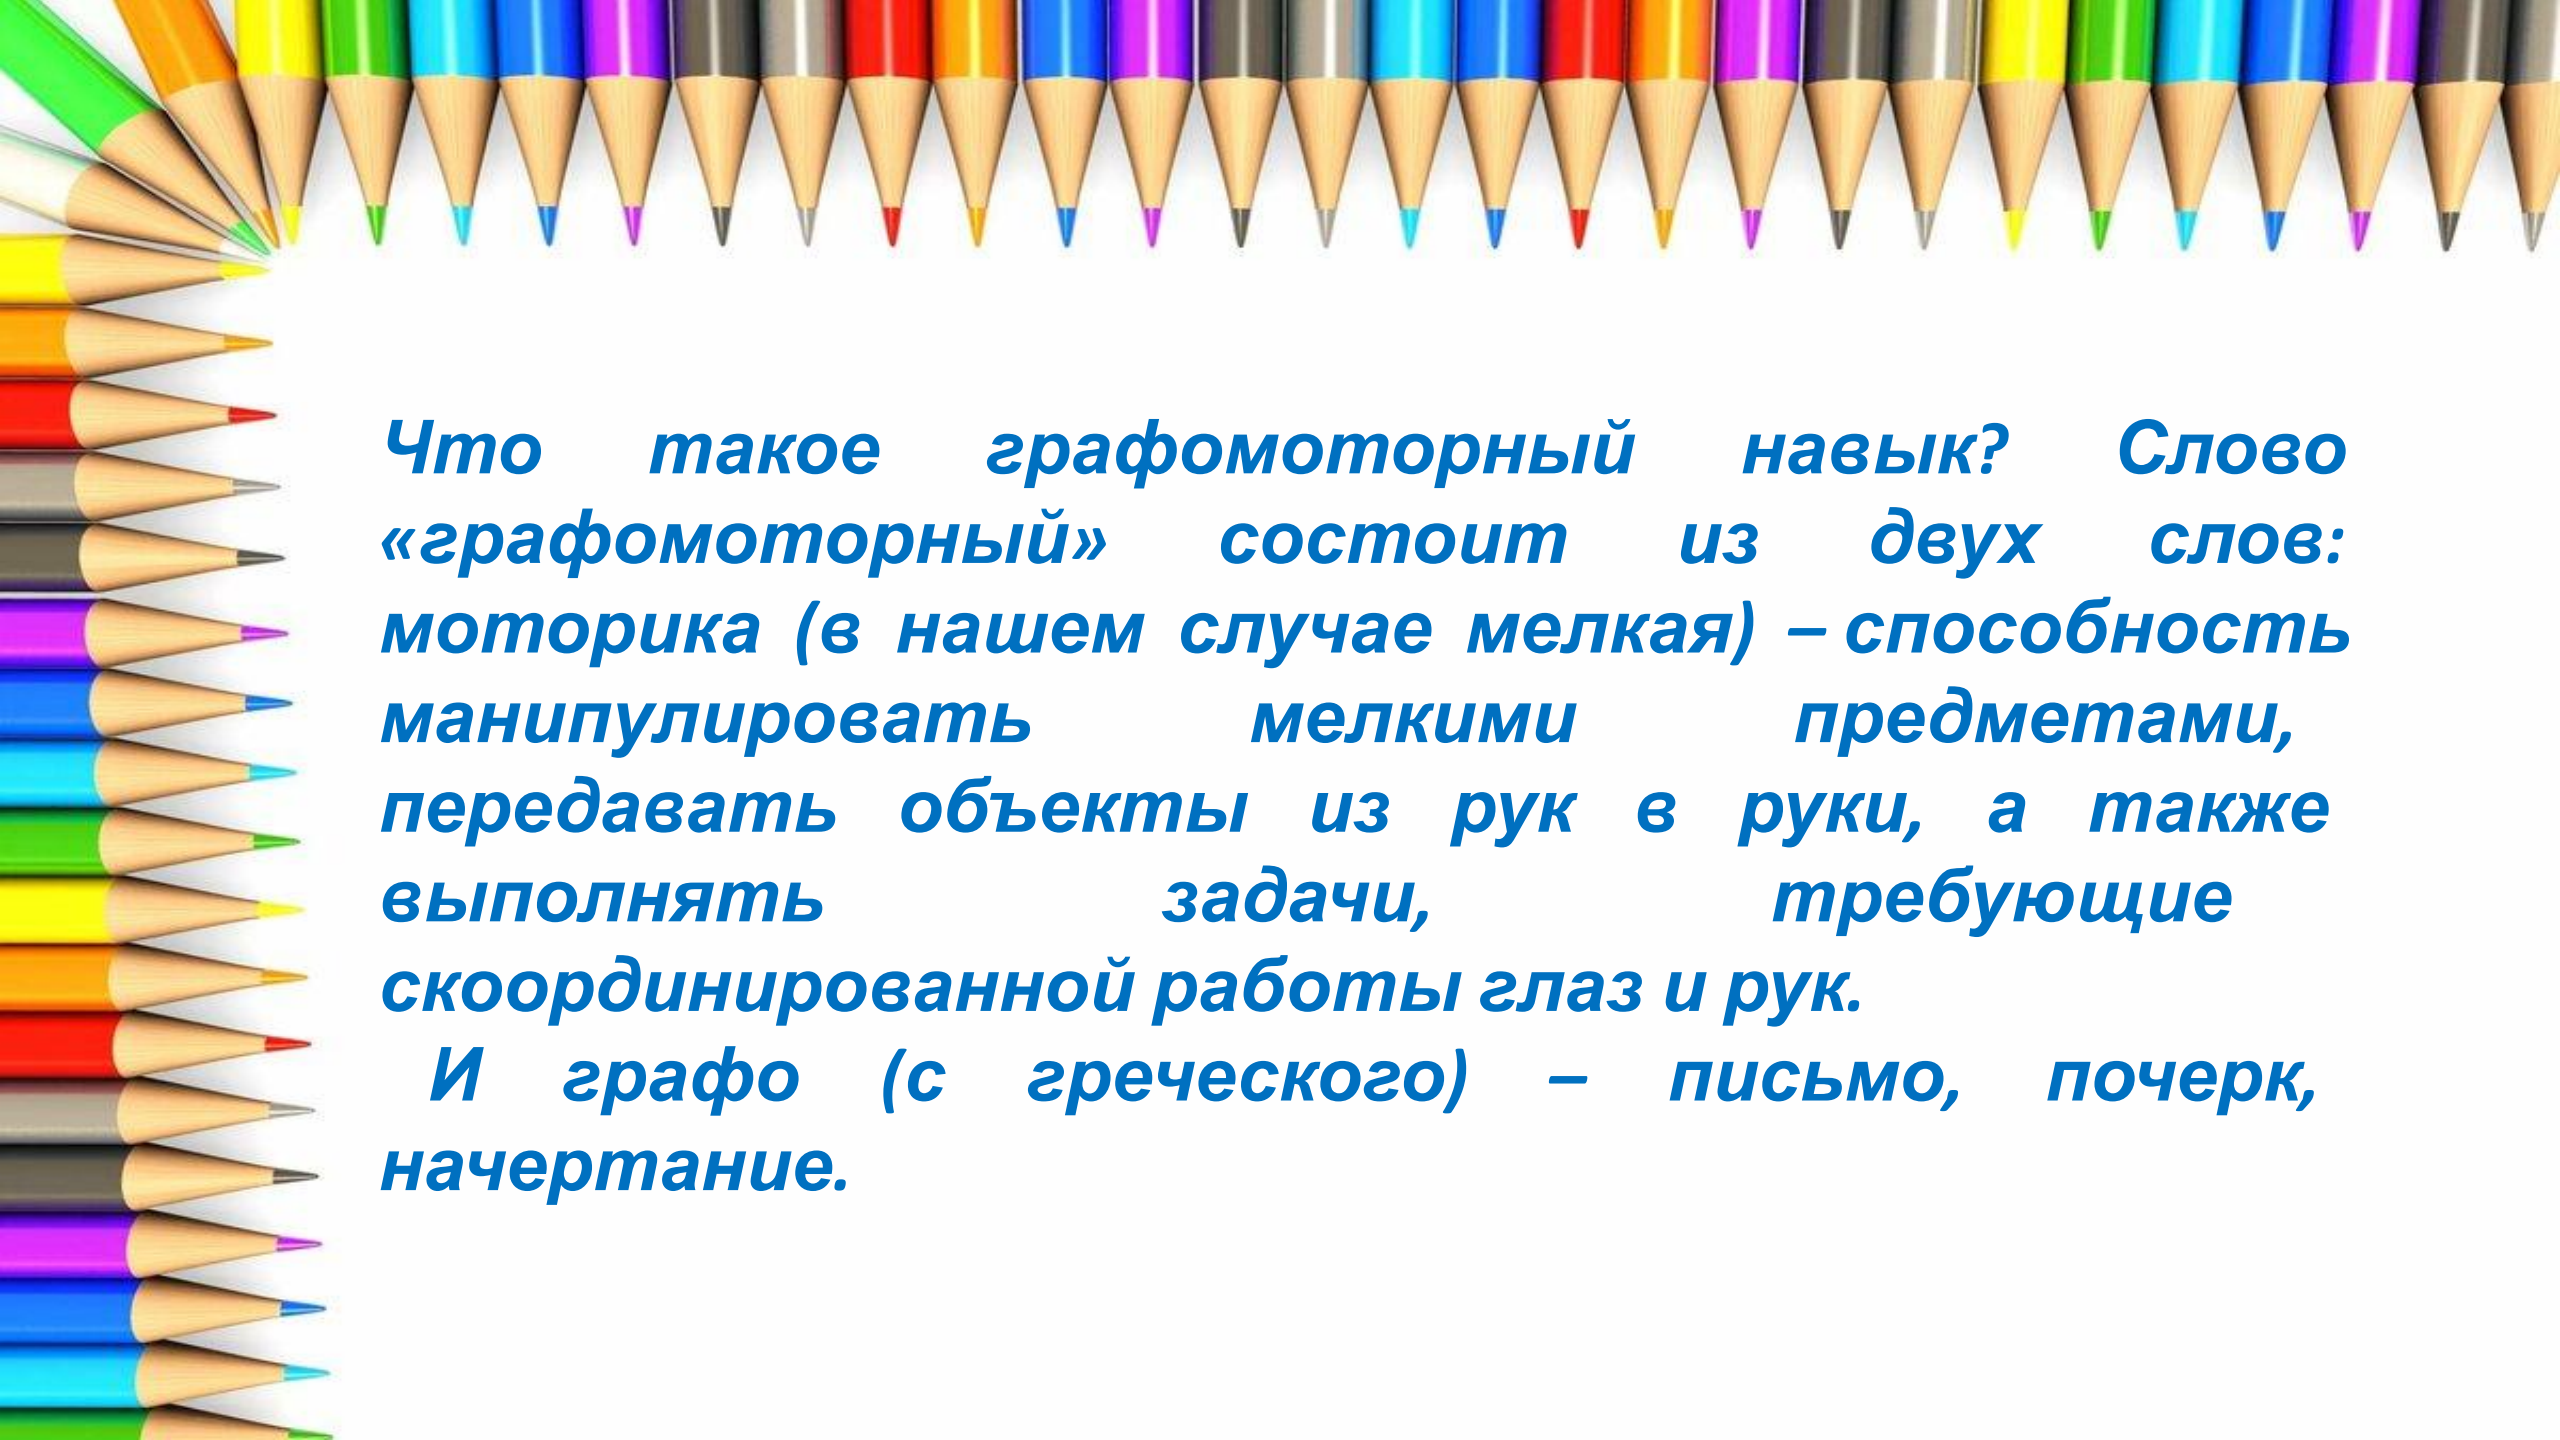 Что такое графомоторный навык? Слово
«графомоторный» состоит из двух слов:
моторика (в нашем случае мелкая) – способность
манипулировать мелкими предметами,
передавать объекты из рук в руки, а также
выполнять задачи, требующие
скоординированной работы глаз и рук.
И графо (с греческого) – письмо, почерк,
начертание.